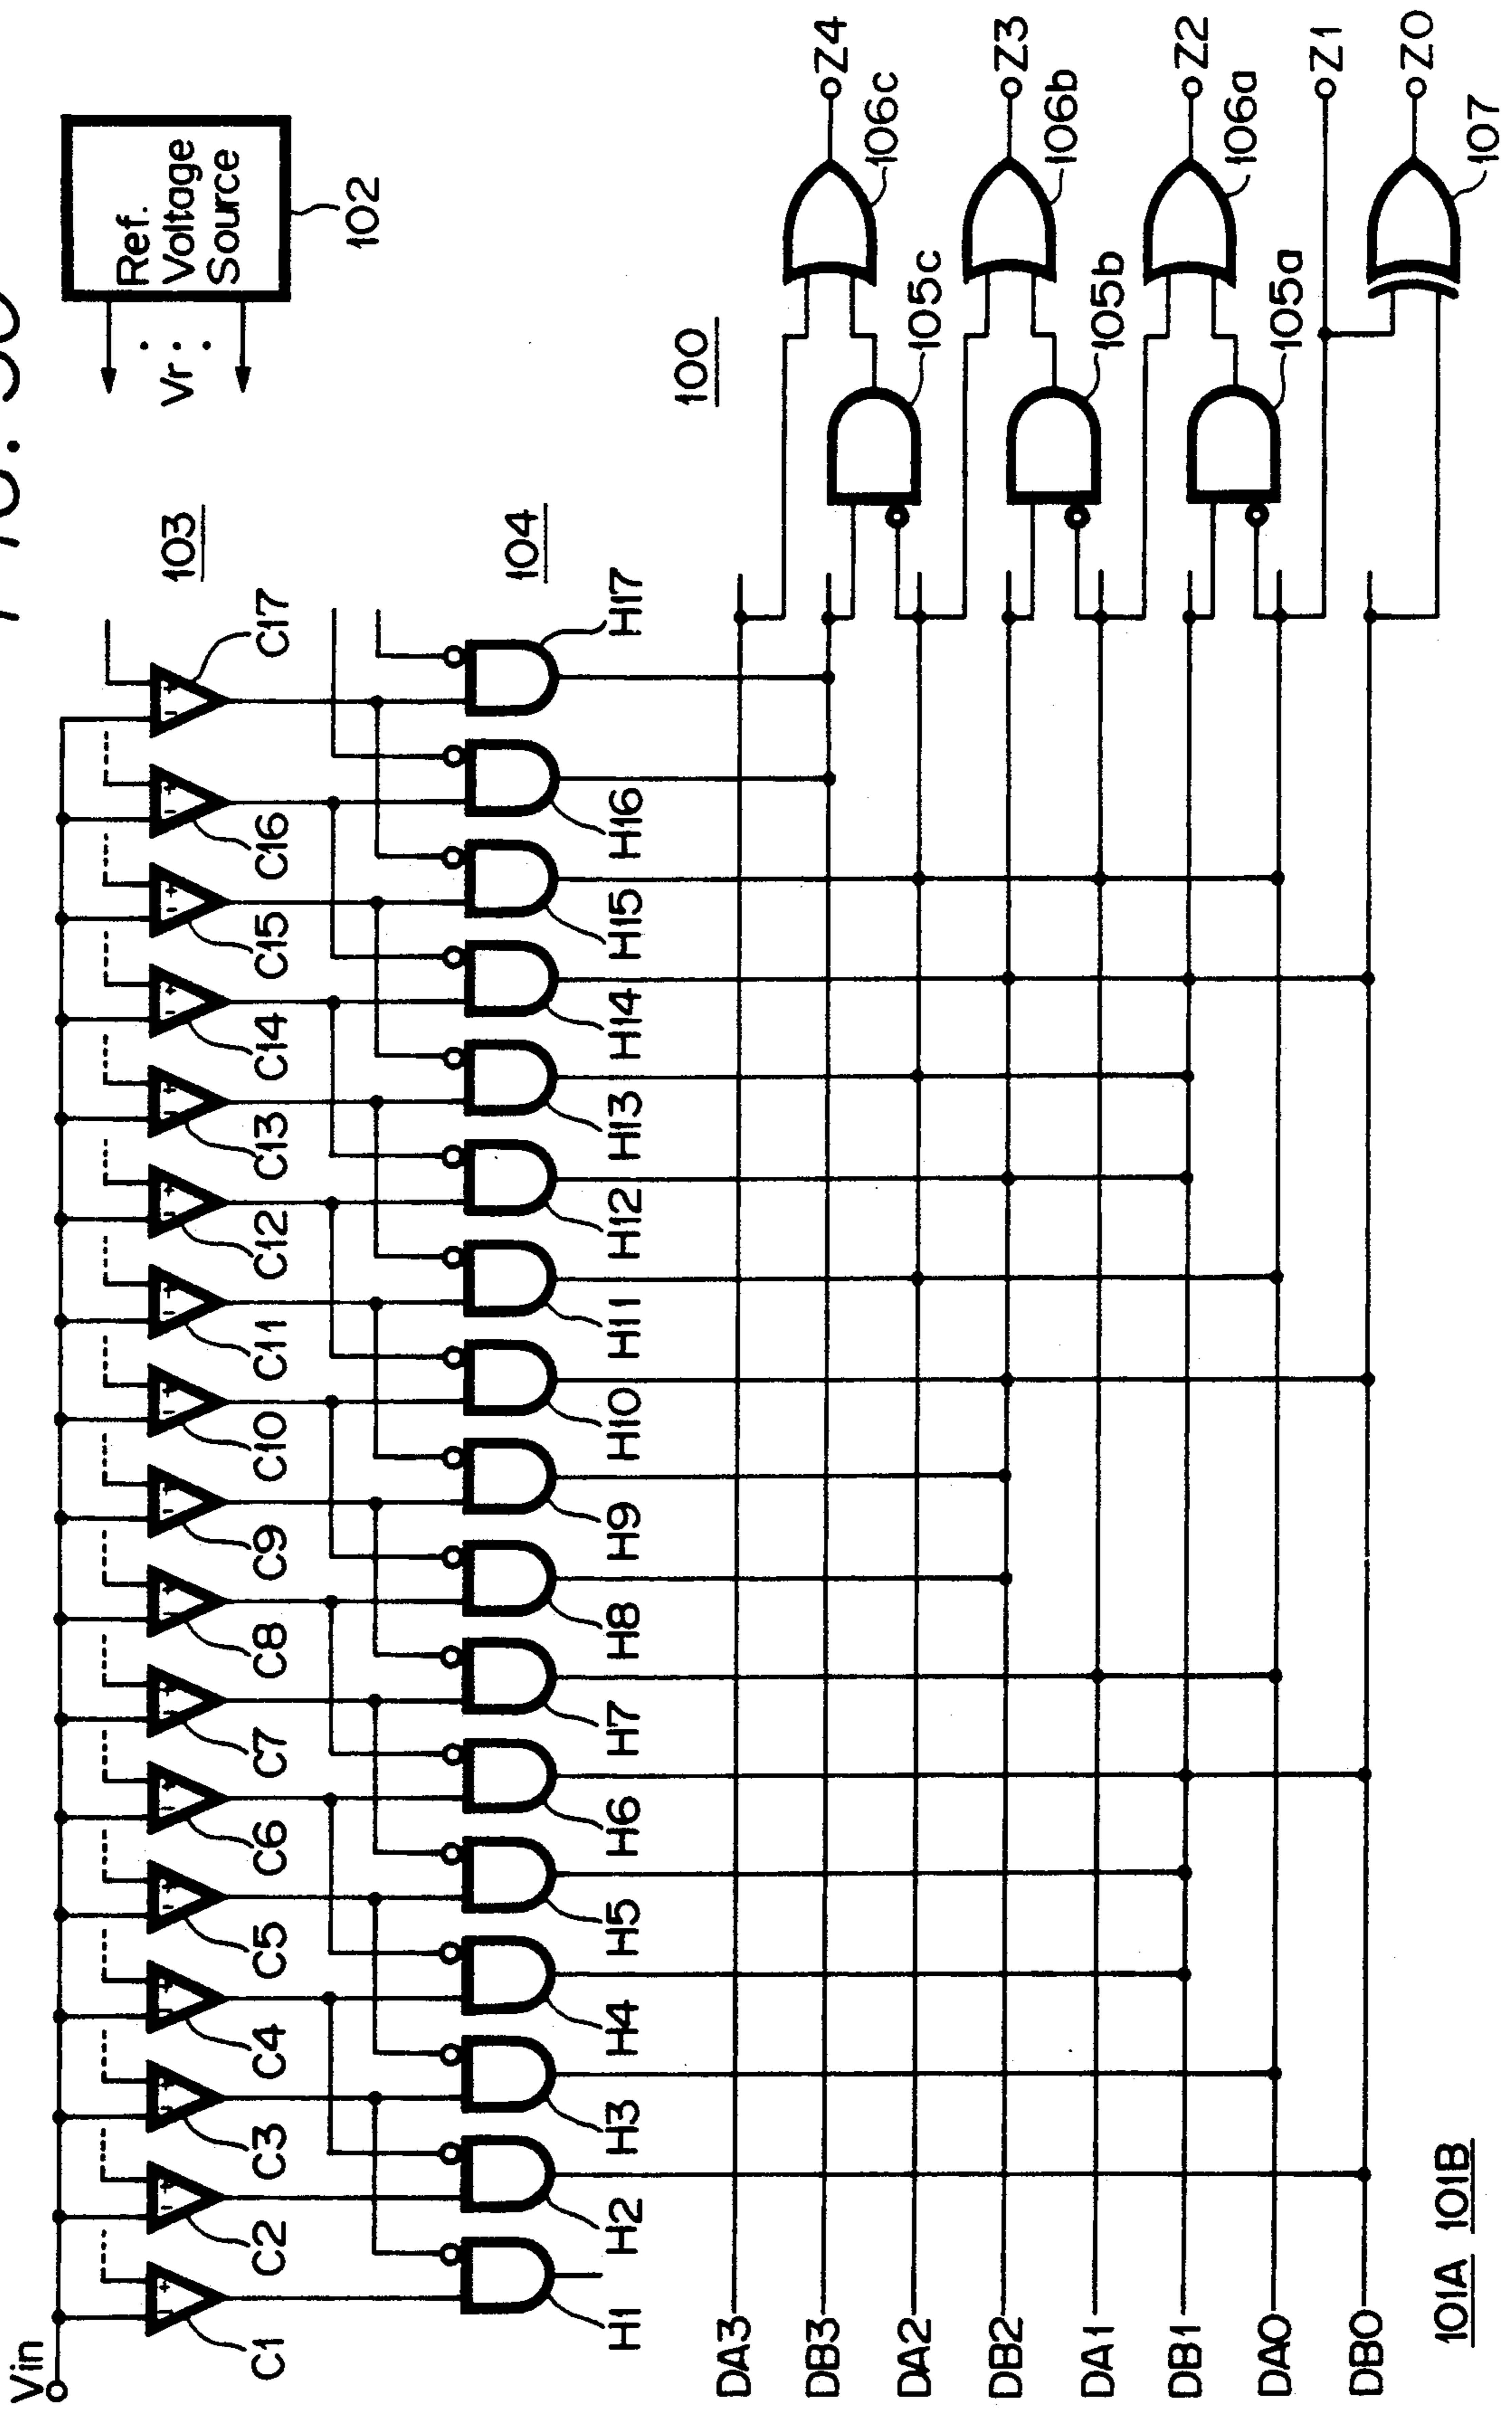 Vin
Ref.
Voltage
Source
102
Vr
103
C1 C2 C3 C4 C5 C6 C7 C8 C9 C10 C11 C12 C13 C14 C15 C16 C17
104
H1 H2 H3 H4 H5 H6 H7 H8 H9 H10 H11 H12 H13 H14 H15 H16 H17
100
DA3
DB3
DA2
DB2
DA1
DB1
DA0
DB0
105c
105b
105a
106c
106b
106a
107
Z4
Z3
Z2
Z1
Z0
101A 101B